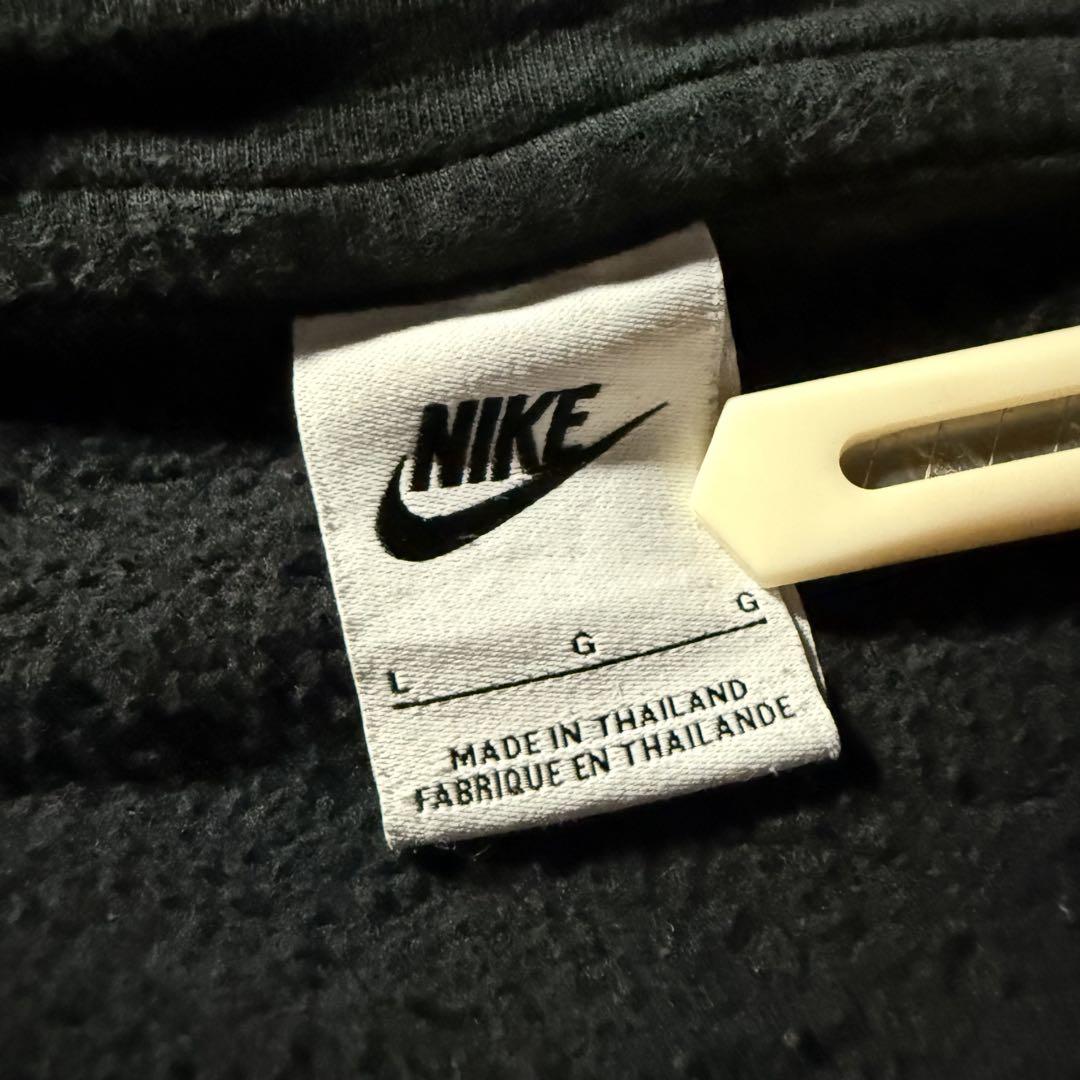 NIKE
L G G
MADE IN THAILAND
FABRIQUE EN THAILANDE